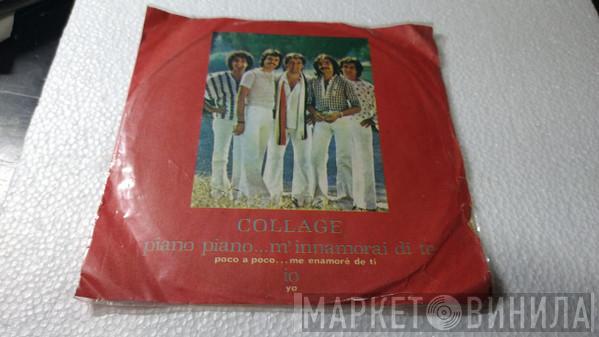 COLLAGE
piano piano...m'innamorai di te
poco a poco...me enamoré de ti
io
yo
МАРКЕТ ВИНИЛА